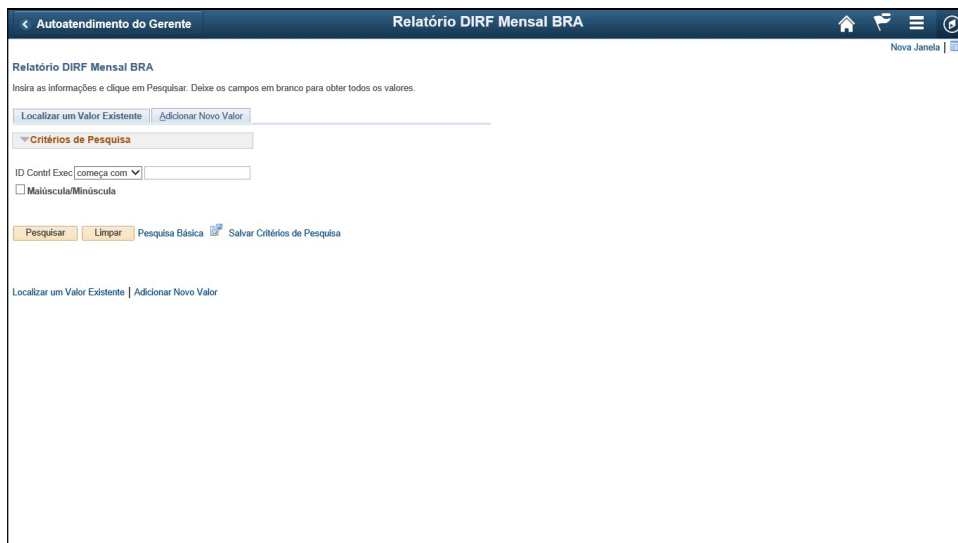 Autoatendimento do Gerente
Relatório DIRF Mensal BRA
Nova Janela |
Relatório DIRF Mensal BRA
Insira as informações e clique em Pesquisar. Deixe os campos em branco para obter todos os valores.
Localizar um Valor Existente Adicionar Novo Valor
Critérios de Pesquisa
ID Contrl Exec começa com
Maiúscula/Minúscula
Pesquisar Limpar Pesquisa Básica Salvar Critérios de Pesquisa
Localizar um Valor Existente | Adicionar Novo Valor